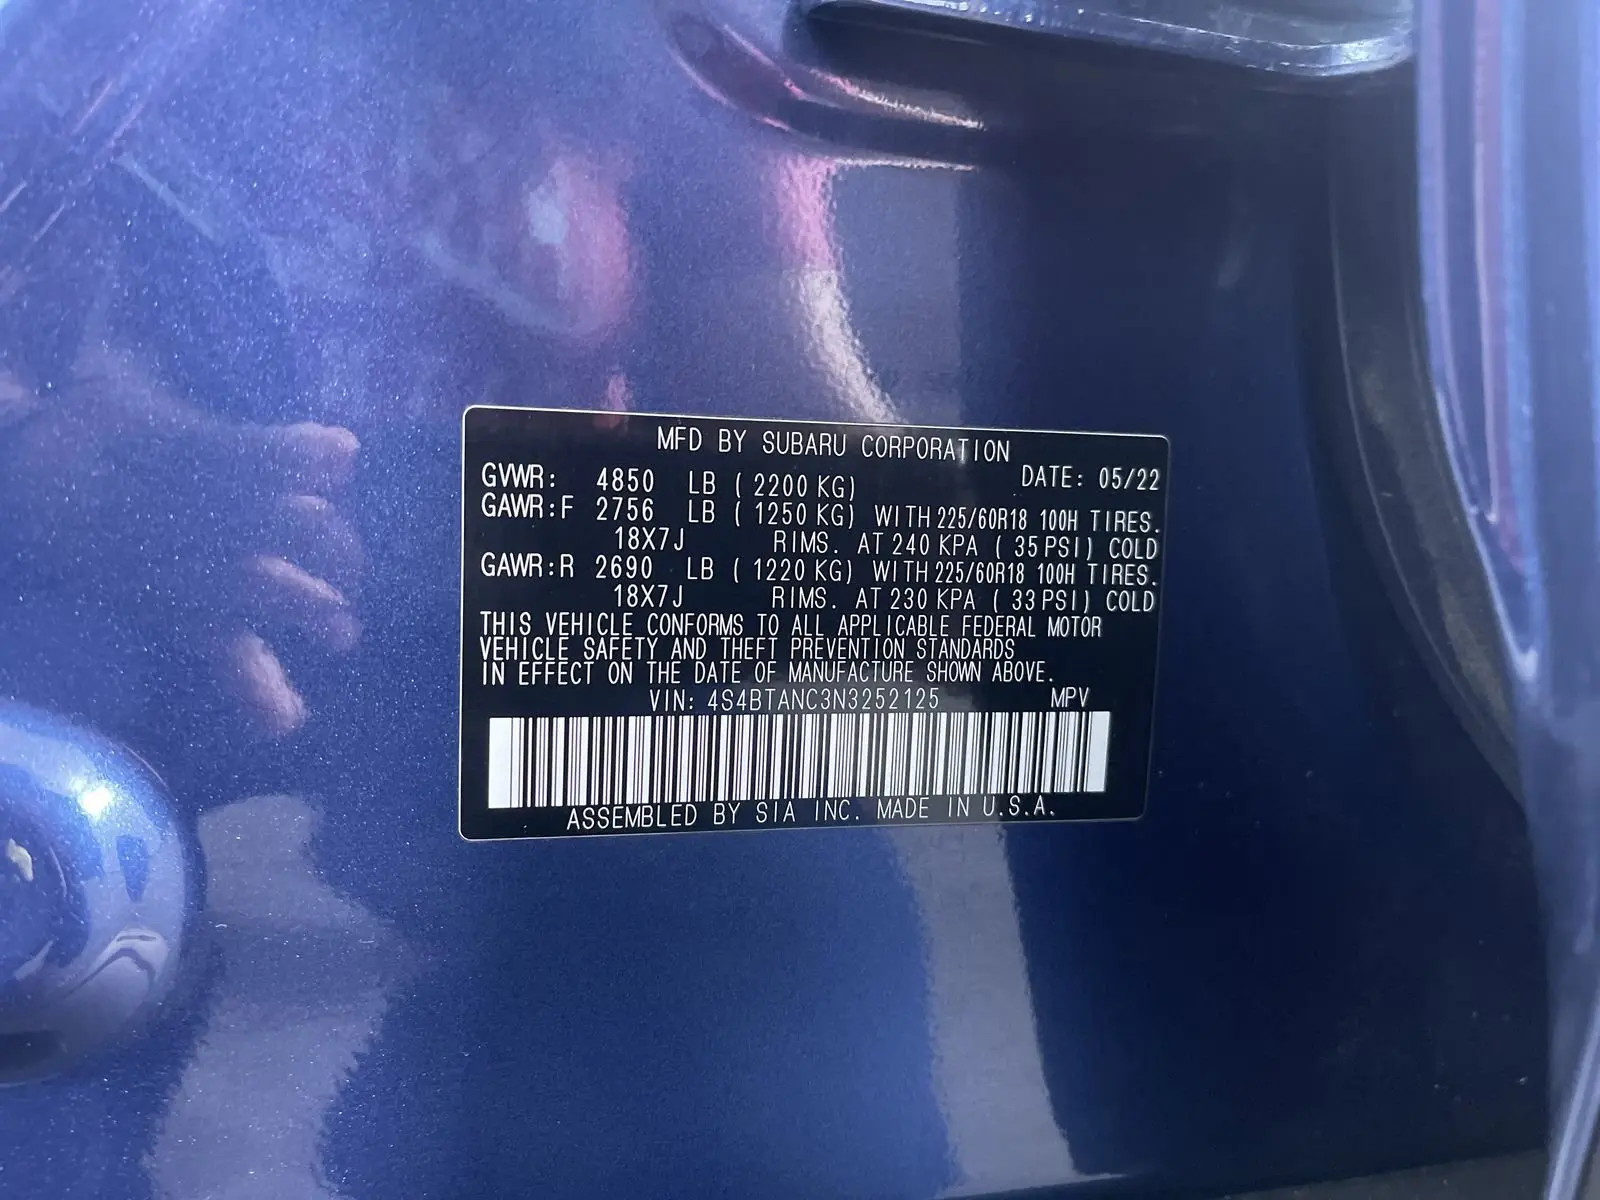 MFD BY SUBARU CORPORATION
DATE: 05/22
GVWR: 4850 LB ( 2200 KG)
GAWR:F 2756 LB ( 1250 KG) WITH 225/60R18 100H TIRES.
18X7J RIMS. AT 240 KPA ( 35 PSI) COLD
GAWR:R 2690 LB ( 1220 KG) WITH 225/60R18 100H TIRES.
18X7J RIMS. AT 230 KPA ( 33 PSI) COLD
THIS VEHICLE CONFORMS TO ALL APPLICABLE FEDERAL MOTOR
VEHICLE SAFETY AND THEFT PREVENTION STANDARDS
IN EFFECT ON THE DATE OF MANUFACTURE SHOWN ABOVE.
VIN: 4S4BTANC3N3252125 MPV
ASSEMBLED BY SIA INC. MADE IN U.S.A.